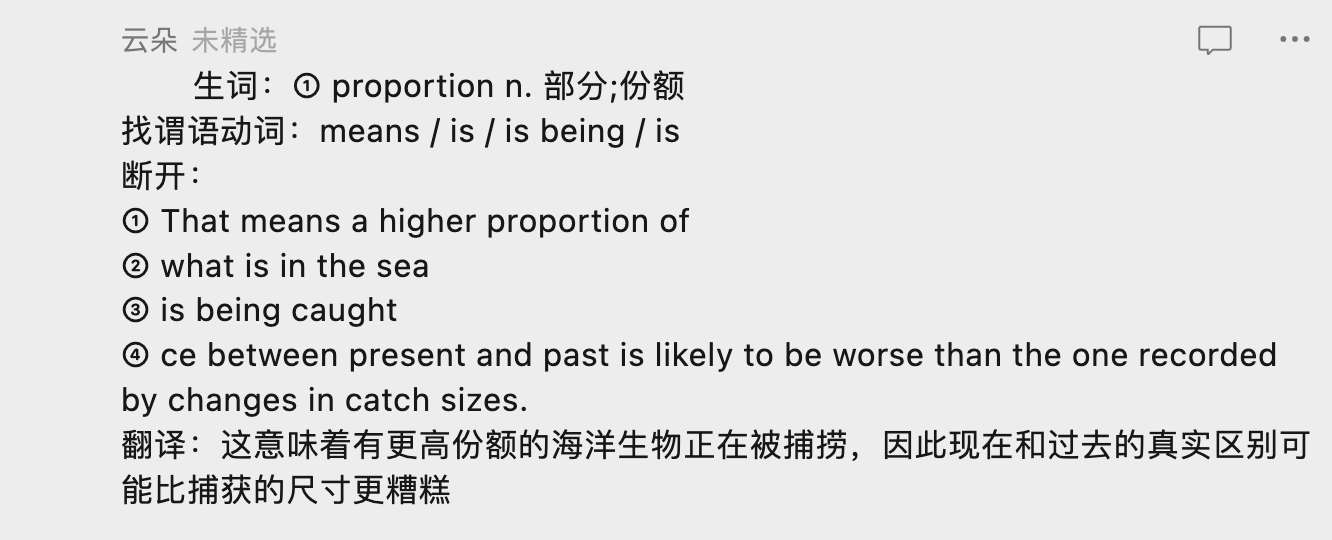 云朵 未精选
生词：① proportion n. 部分;份额
找谓语动词：means / is / is being / is
断开：
① That means a higher proportion of
② what is in the sea
③ is being caught
④ ce between present and past is likely to be worse than the one recorded
by changes in catch sizes.
翻译：这意味着有更高份额的海洋生物正在被捕捞，因此现在和过去的真实区别可
能比捕获的尺寸更糟糕